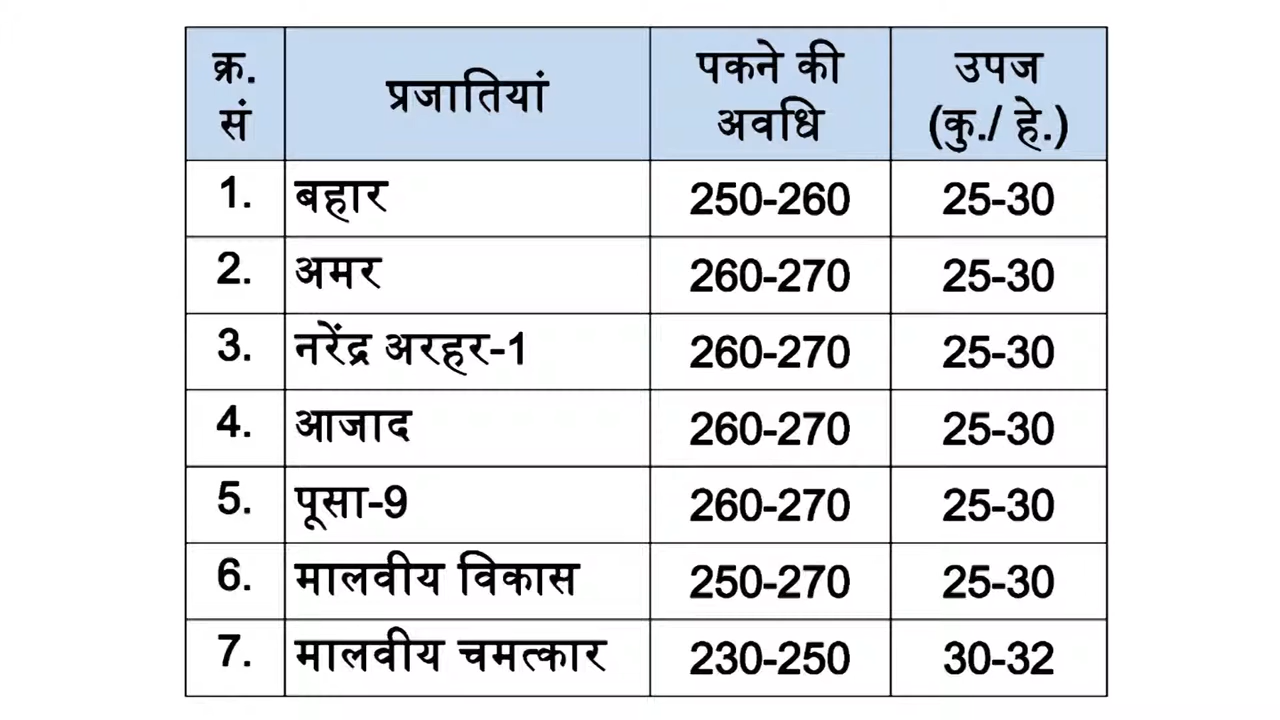 क्र. सं प्रजातियां पकने की अवधि उपज (कु./ हे.)
1. बहार 250-260 25-30
2. अमर 260-270 25-30
3. नरेंद्र अरहर-1 260-270 25-30
4. आजाद 260-270 25-30
5. पूसा-9 260-270 25-30
6. मालवीय विकास 250-270 25-30
7. मालवीय चमत्कार 230-250 30-32